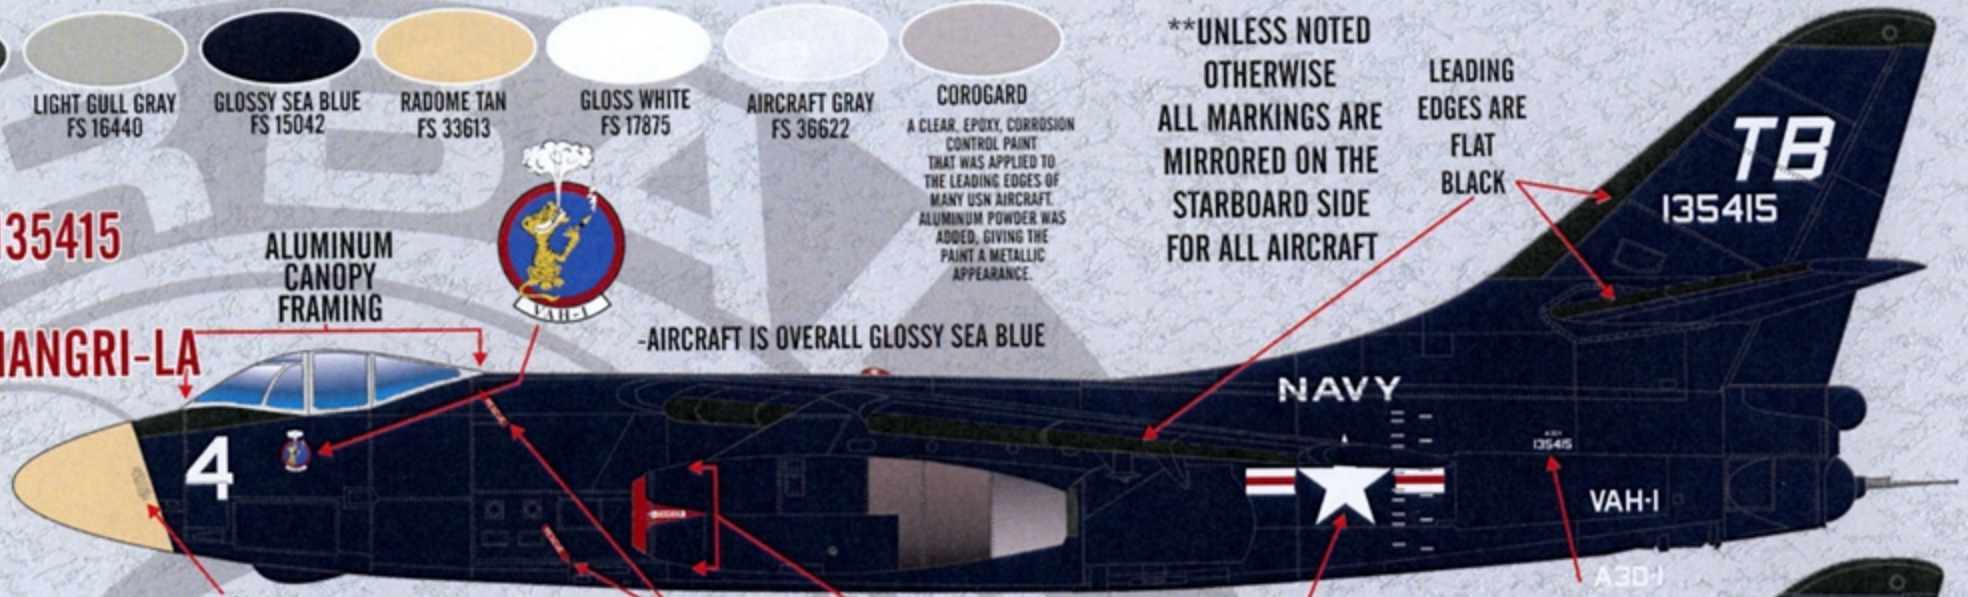 LIGHT GULL GRAY
FS 16440
GLOSSY SEA BLUE
FS 15042
RADOME TAN
FS 33613
GLOSS WHITE
FS 17875
AIRCRAFT GRAY
FS 36622
COROGARD
A CLEAR, EPOXY, CORROSION
CONTROL PAINT
THAT WAS APPLIED TO
THE LEADING EDGES OF
MANY USN AIRCRAFT.
ALUMINUM POWDER WAS
ADDED, GIVING THE
PAINT A METALLIC
APPEARANCE.
**UNLESS NOTED
OTHERWISE
ALL MARKINGS ARE
MIRRORED ON THE
STARBOARD SIDE
FOR ALL AIRCRAFT
LEADING
EDGES ARE
FLAT
BLACK
TB
135415
135415
HANGRI-LA
ALUMINUM
CANOPY
FRAMING
VAH-1
-AIRCRAFT IS OVERALL GLOSSY SEA BLUE
NAVY
4
135415
VAH-1
A3D-1